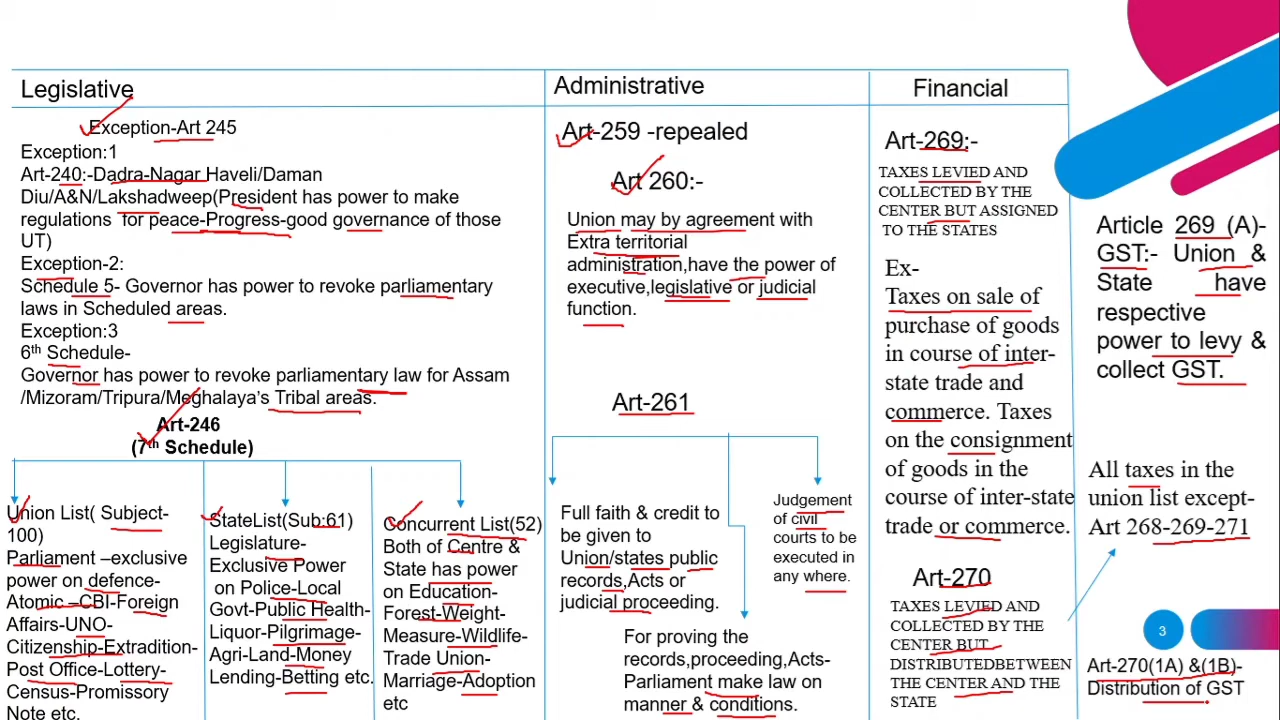 Legislative
Exception-Art 245
Exception:1
Art-240:-Dadra-Nagar Haveli/Daman
Diu/A&N/Lakshadweep(President has power to make
regulations for peace-Progress-good governance of those
UT)
Exception-2:
Schedule 5- Governor has power to revoke parliamentary
laws in Scheduled areas.
Exception:3
6th Schedule-
Governor has power to revoke parliamentary law for Assam
/Mizoram/Tripura/Meghalaya's Tribal areas.
Art-246
(7th Schedule)
Union List( Subject-
100)
Parliament –exclusive
power on defence-
Atomic –CBI-Foreign
Affairs-UNO-
Citizenship-Extradition-
Post Office-Lottery-
Census-Promissory
Note etc.
StateList(Sub:61)
Legislature-
Exclusive Power
on Police-Local
Govt-Public Health-
Liquor-Pilgrimage-
Agri-Land-Money
Lending-Betting etc.
Concurrent List(52)
Both of Centre &
State has power
on Education-
Forest-Weight-
Measure-Wildlife-
Trade Union-
Marriage-Adoption
etc
Administrative
Art-259 -repealed
Art 260:-
Union may by agreement with
Extra territorial
administration,have the power of
executive,legislative or judicial
function.
Art-261
Full faith & credit to
be given to
Union/states public
records,Acts or
judicial proceeding.
For proving the
records,proceeding,Acts-
Parliament make law on
manner & conditions.
Judgement
of civil
courts to be
executed in
any where.
Financial
Art-269:-
TAXES LEVIED AND
COLLECTED BY THE
CENTER BUT ASSIGNED
TO THE STATES
Ex-
Taxes on sale of
purchase of goods
in course of inter-
state trade and
commerce. Taxes
on the consignment
of goods in the
course of inter-state
trade or commerce.
Art-270
TAXES LEVIED AND
COLLECTED BY THE
CENTER BUT
DISTRIBUTEDBETWEEN
THE CENTER AND THE
STATE
Article 269 (A)-
GST:- Union &
State have
respective
power to levy &
collect GST.
All taxes in the
union list except-
Art 268-269-271
3
Art-270(1A) &(1B)-
Distribution of GST